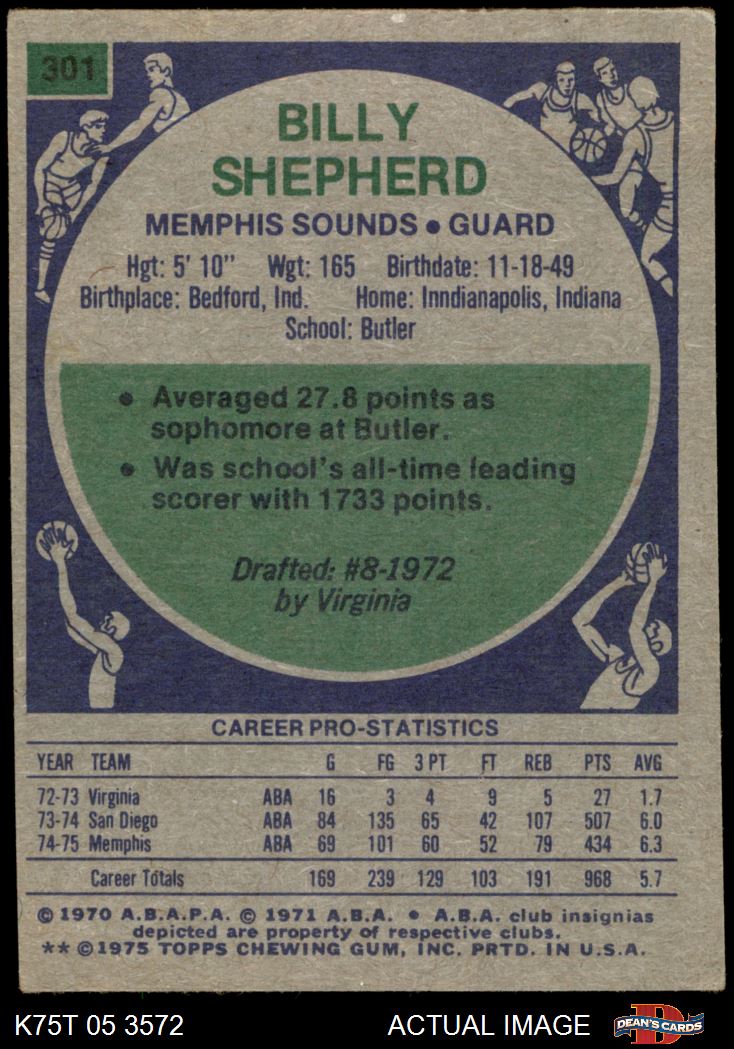 301
BILLY
SHEPHERD
MEMPHIS SOUNDS • GUARD
Hgt: 5' 10" Wgt: 165 Birthdate: 11-18-49
Birthplace: Bedford, Ind. Home: Inndianapolis, Indiana
School: Butler
• Averaged 27.8 points as
sophomore at Butler.
• Was school's all-time leading
scorer with 1733 points.
Drafted: #8-1972
by Virginia
CAREER PRO-STATISTICS
YEAR TEAM G FG 3 PT FT REB PTS AVG
72-73 Virginia ABA 16 3 4 9 5 27 1.7
73-74 San Diego ABA 84 135 65 42 107 507 6.0
74-75 Memphis ABA 69 101 60 52 79 434 6.3
Career Totals 169 239 129 103 191 968 5.7
© 1970 A.B.A.P.A. © 1971 A.B.A. • A.B.A. club insignias
depicted are property of respective clubs.
** © 1975 TOPPS CHEWING GUM, INC. PRTD. IN U.S.A.
K75T 05 3572 ACTUAL IMAGE D DEAN'S CARDS